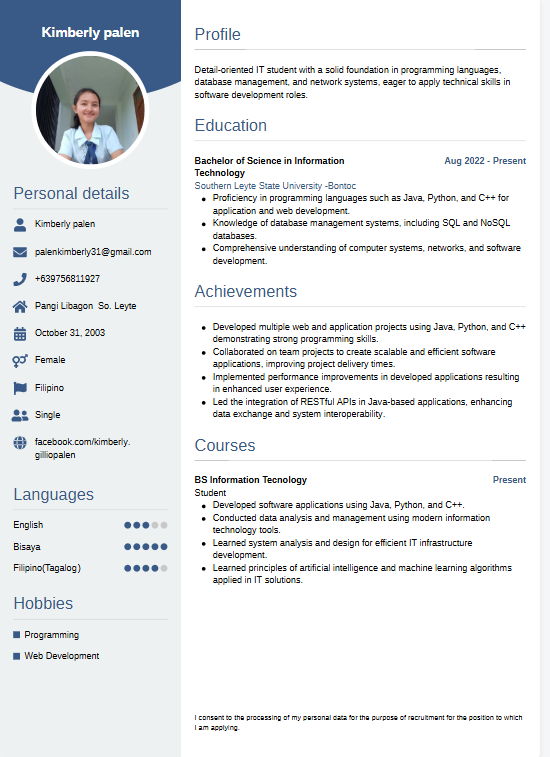 Kimberly palen
Personal details
Kimberly palen
palenkimberly31@gmail.com
+639756811927
Pangi Libagon  So. Leyte
October 31, 2003
Female
Filipino
Single
facebook.com/kimberly.
gilliopalen
Languages
English
Bisaya
Filipino(Tagalog)
Hobbies
Programming
Web Development
Profile
Detail-oriented IT student with a solid foundation in programming languages,
database management, and network systems, eager to apply technical skills in
software development roles.
Education
Bachelor of Science in Information Aug 2022 - Present
Tecnology
Southern Leyte State University -Bontoc
• Proficiency in programming languages such as Java, Python, and C++ for
application and web development.
• Knowledge of database management systems, including SQL and NoSQL
databases.
• Comprehensive understanding of computer systems, networks, and software
development.
Achievements
• Developed multiple web and application projects using Java, Python, and C++
demonstrating strong programming skills.
• Collaborated on team projects to create scalable and efficient software
applications, improving project delivery times.
• Implemented performance improvements in developed applications resulting
in enhanced user experience.
• Led the integration of RESTful APIs in Java-based applications, enhancing
data exchange and system interoperability.
Courses
BS Information Tecnology Present
Student
• Developed software applications using Java, Python, and C++.
• Conducted data analysis and management using modern information
technology tools.
• Learned system analysis and design for efficient IT infrastructure
development.
• Learned principles of artificial intelligence and machine learning algorithms
applied in IT solutions.
I consent to the processing of my personal data for the purpose of recruitment for the position to which
I am applying.